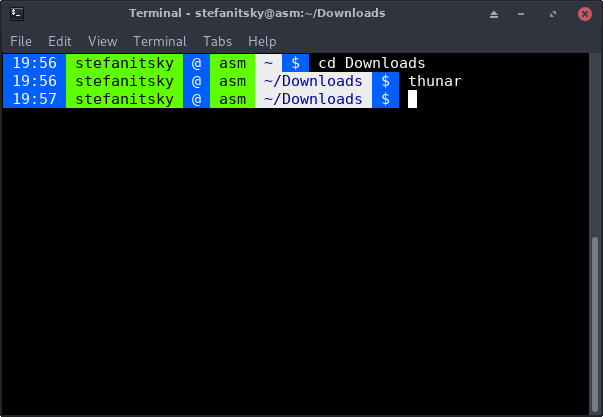 Terminal - stefanitsky@asm:~/Downloads
File Edit View Terminal Tabs Help
19:56 stefanitsky @ asm ~ $ cd Downloads
19:56 stefanitsky @ asm ~/Downloads $ thunar
19:57 stefanitsky @ asm ~/Downloads $